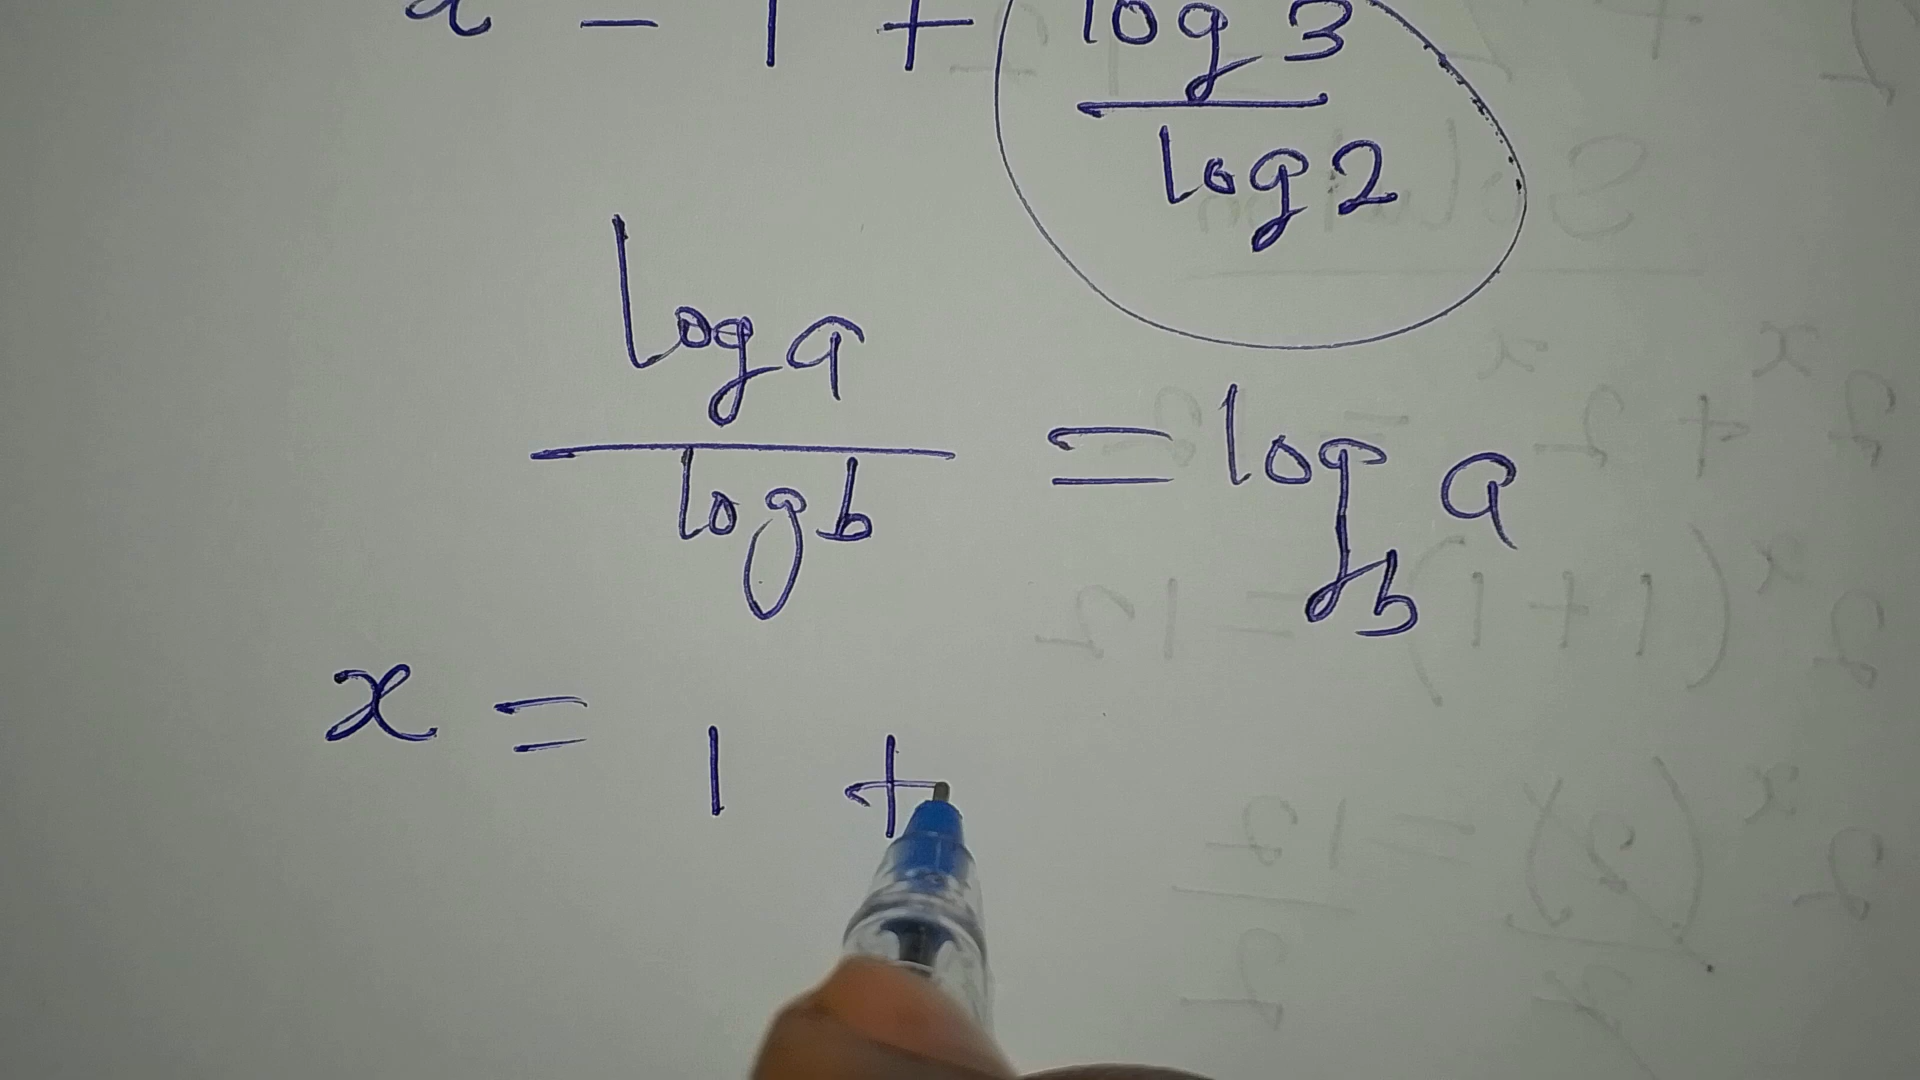 x = 1 + log 3 / log 2
log a / log b = log_b a
x = 1 +